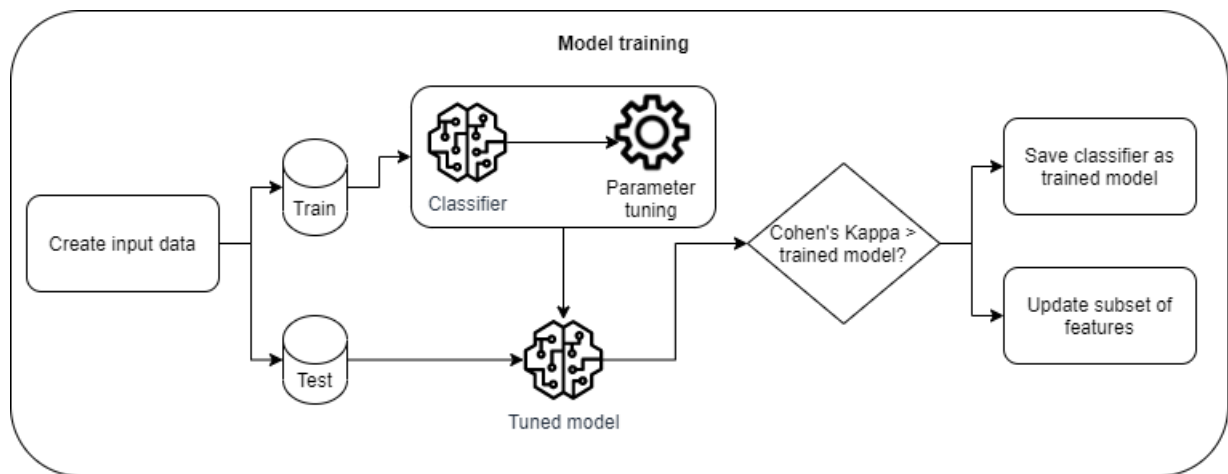 Model training
Create input data
Train
Test
Classifier
Parameter
tuning
Tuned model
Cohen's Kappa >
trained model?
Save classifier as
trained model
Update subset of
features